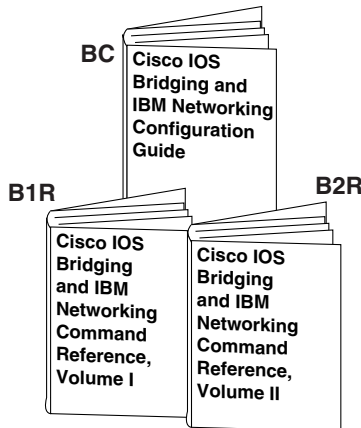 BC
Cisco IOS
Bridging and
IBM Networking
Configuration
Guide
B1R
Cisco IOS
Bridging
and IBM
Networking
Command
Reference,
Volume I
B2R
Cisco IOS
Bridging
and IBM
Networking
Command
Reference,
Volume II